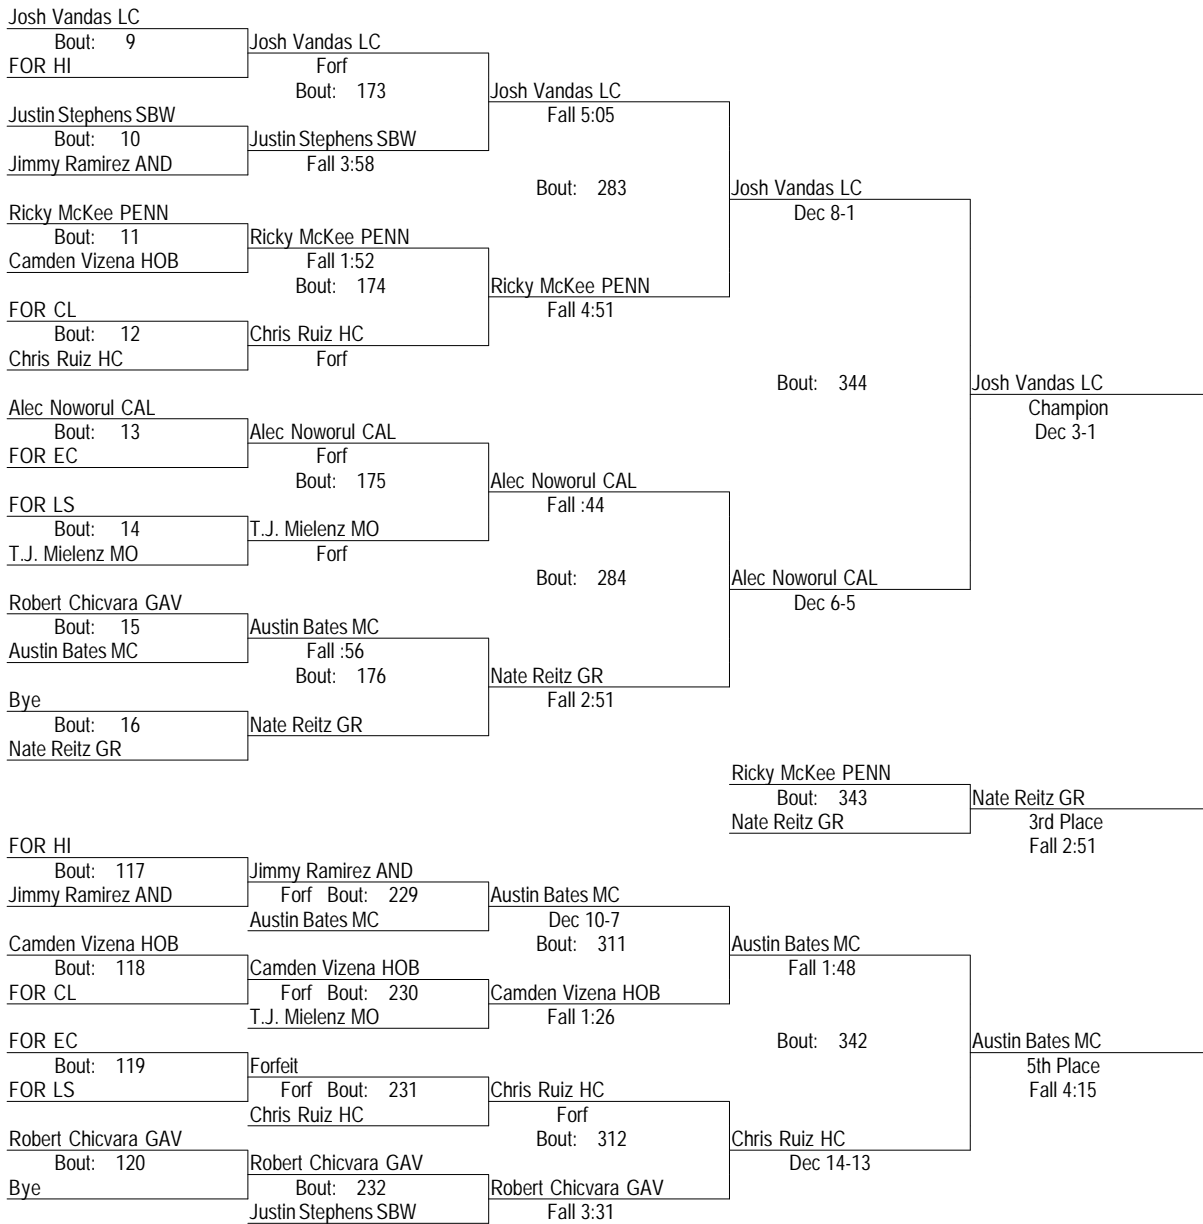 Josh Vandas LC
Bout: 9
Josh Vandas LC
FOR HI
Forf
Bout: 173
Josh Vandas LC
Justin Stephens SBW
Fall 5:05
Bout: 10
Justin Stephens SBW
Jimmy Ramirez AND
Fall 3:58
Bout: 283
Josh Vandas LC
Ricky McKee PENN
Dec 8-1
Bout: 11
Ricky McKee PENN
Camden Vizena HOB
Fall 1:52
Bout: 174
Ricky McKee PENN
FOR CL
Fall 4:51
Bout: 12
Chris Ruiz HC
Chris Ruiz HC
Forf
Bout: 344
Josh Vandas LC
Alec Noworul CAL
Champion
Bout: 13
Alec Noworul CAL
Dec 3-1
FOR EC
Forf
Bout: 175
Alec Noworul CAL
FOR LS
Fall :44
Bout: 14
T.J. Mielenz MO
T.J. Mielenz MO
Forf
Bout: 284
Alec Noworul CAL
Robert Chicvara GAV
Dec 6-5
Bout: 15
Austin Bates MC
Austin Bates MC
Fall :56
Bout: 176
Nate Reitz GR
Bye
Fall 2:51
Bout: 16
Nate Reitz GR
Nate Reitz GR
Ricky McKee PENN
Bout: 343
Nate Reitz GR
Nate Reitz GR
3rd Place
Fall 2:51
FOR HI
Bout: 117
Jimmy Ramirez AND
Jimmy Ramirez AND
Forf Bout: 229
Austin Bates MC
Austin Bates MC
Dec 10-7
Camden Vizena HOB
Bout: 311
Austin Bates MC
Bout: 118
Camden Vizena HOB
Fall 1:48
FOR CL
Forf Bout: 230
Camden Vizena HOB
T.J. Mielenz MO
Fall 1:26
FOR EC
Bout: 342
Austin Bates MC
Bout: 119
Forfeit
5th Place
FOR LS
Forf Bout: 231
Chris Ruiz HC
Fall 4:15
Chris Ruiz HC
Forf
Robert Chicvara GAV
Bout: 312
Chris Ruiz HC
Bout: 120
Robert Chicvara GAV
Dec 14-13
Bye
Bout: 232
Robert Chicvara GAV
Justin Stephens SBW
Fall 3:31